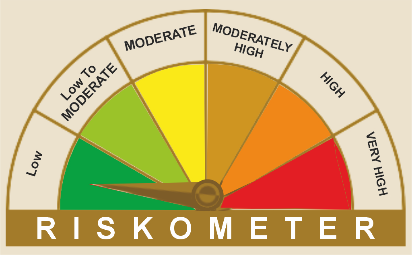 Low
Low To
MODERATE
MODERATE
MODERATELY
HIGH
HIGH
VERY HIGH
RISKOMETER